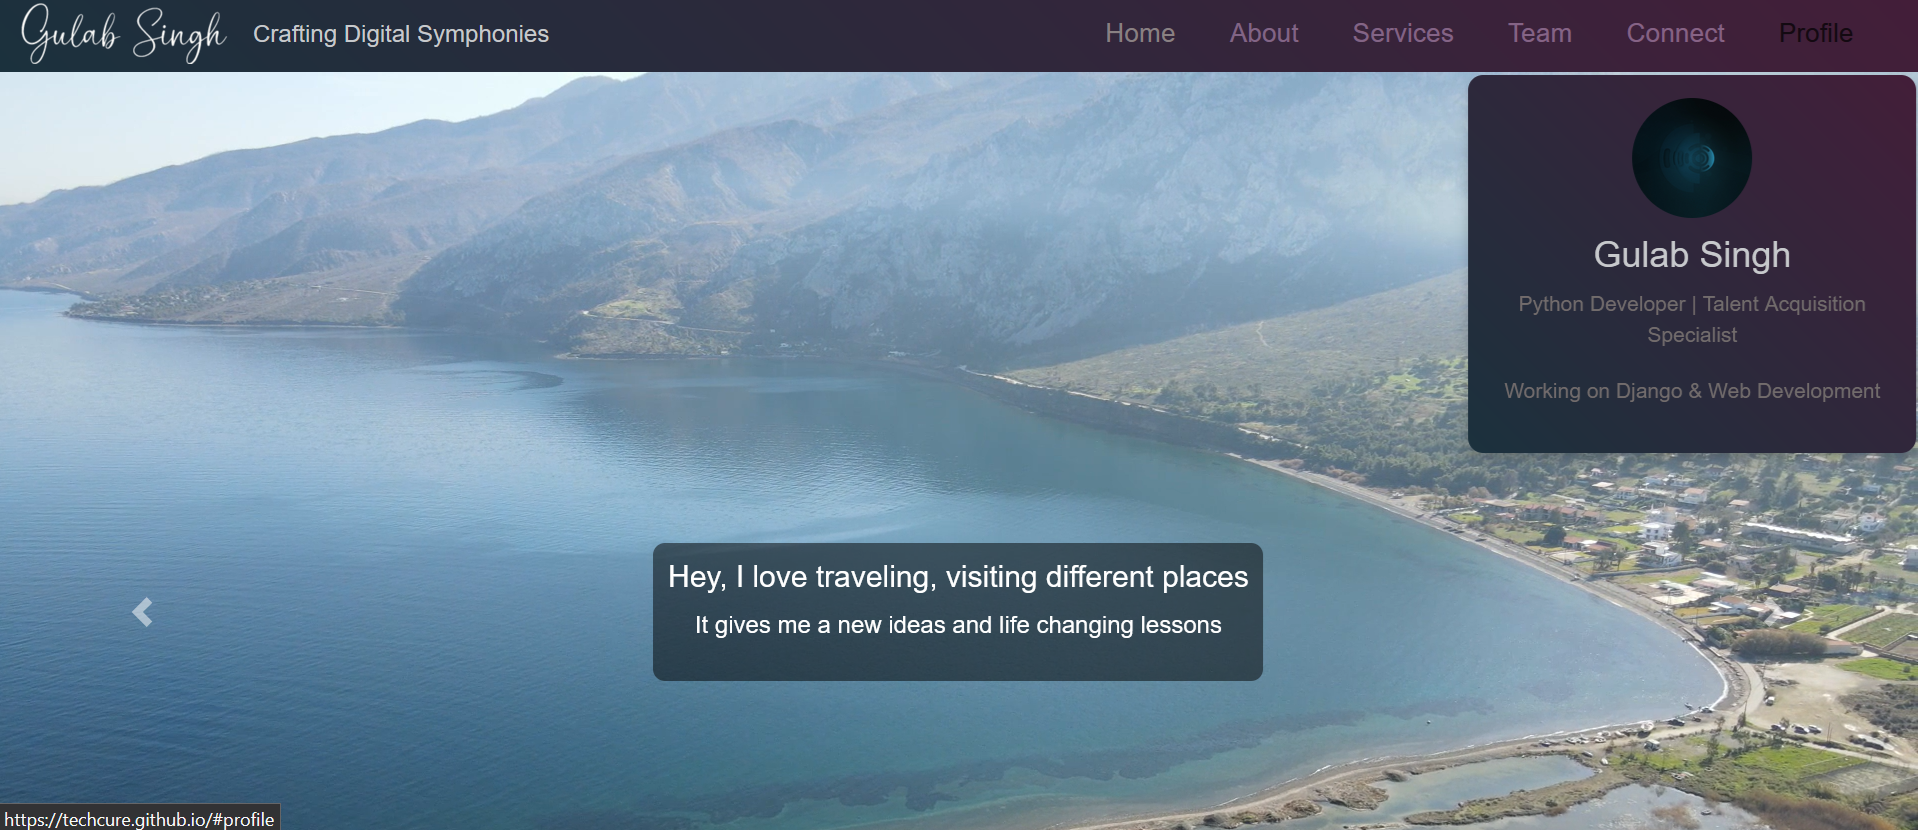 Gulab Singh
Crafting Digital Symphonies
Home
About
Services
Team
Connect
Profile
Gulab Singh
Python Developer | Talent Acquisition
Specialist
Working on Django & Web Development
Hey, I love traveling, visiting different places
It gives me a new ideas and life changing lessons
https://techcure.github.io/#profile